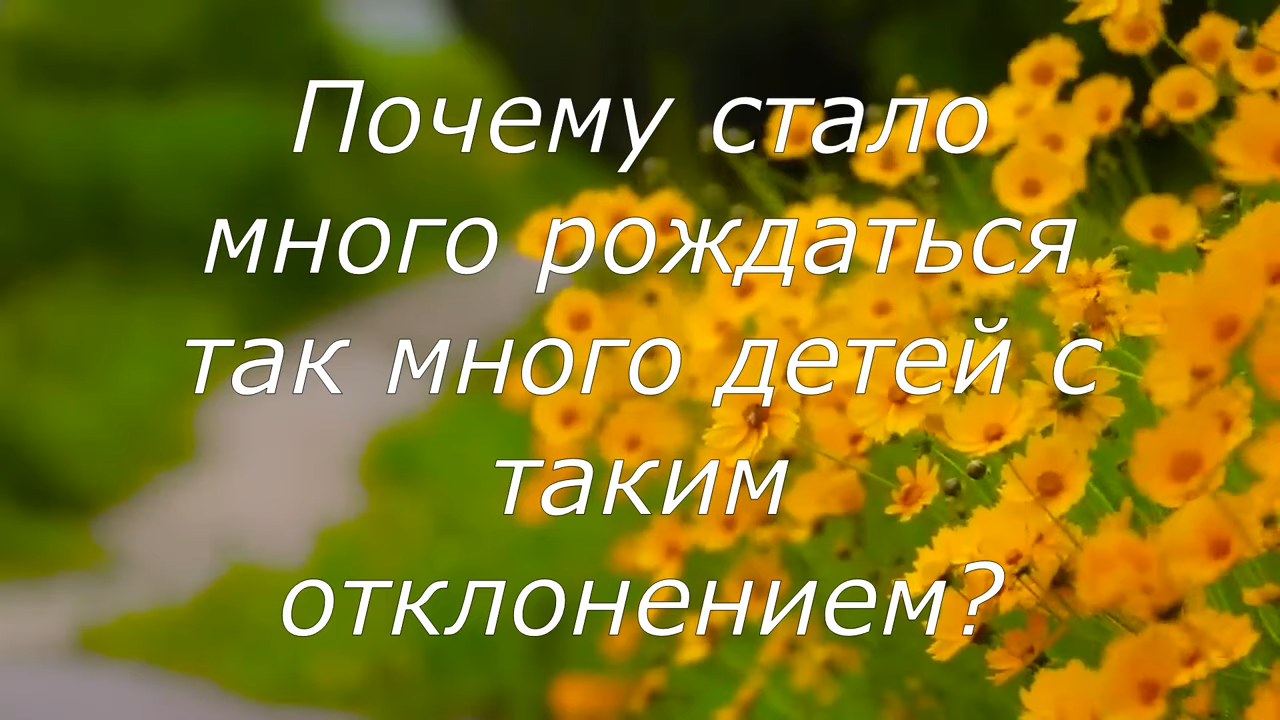 Почему стало
много рождаться
так много детей с
таким
отклонением?